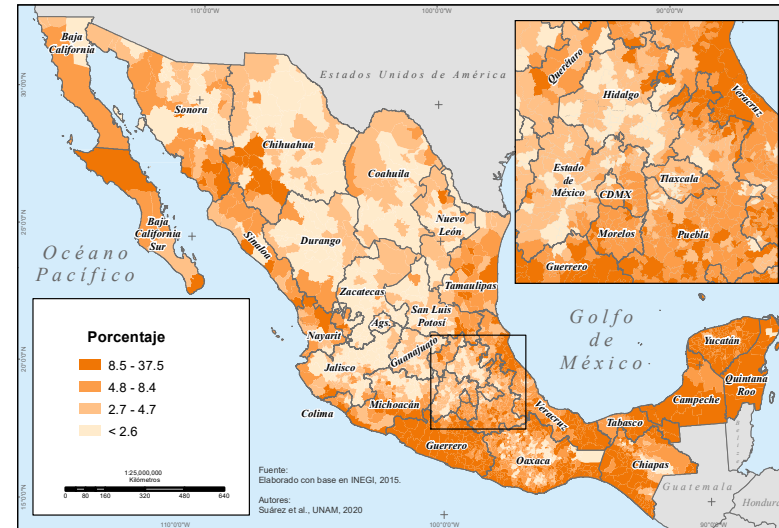 110°0'0"W
100°0'0"W
90°0'0"W
30°0'0"N
25°0'0"N
20°0'0"N
15°0'0"N
Baja
California
Sonora
Chihuahua
Coahuila
Estados Unidos de América
Nuevo
León
Baja
California
Sur
Sinaloa
Durango
Zacatecas
San Luis
Potosí
Tamaulipas
Ags.
Nayarit
Guanajuato
Jalisco
Colima
Michoacán
Guerrero
Oaxaca
Veracruz
Tabasco
Chiapas
Campeche
Yucatán
Quintana
Roo
Belize
Guatemala
Honduras
Océano
Pacífico
Golfo
de
México
Querétaro
Hidalgo
Veracruz
Estado
de
México
CDMX
Tlaxcala
Morelos
Puebla
Guerrero
Porcentaje
8.5 - 37.5
4.8 - 8.4
2.7 - 4.7
< 2.6
1:25,000,000
Kilómetros
0 80 160 320 480 640
Fuente:
Elaborado con base en INEGI, 2015.
Autores:
Suárez et al., UNAM, 2020
110°0'0"W
100°0'0"W
90°0'0"W